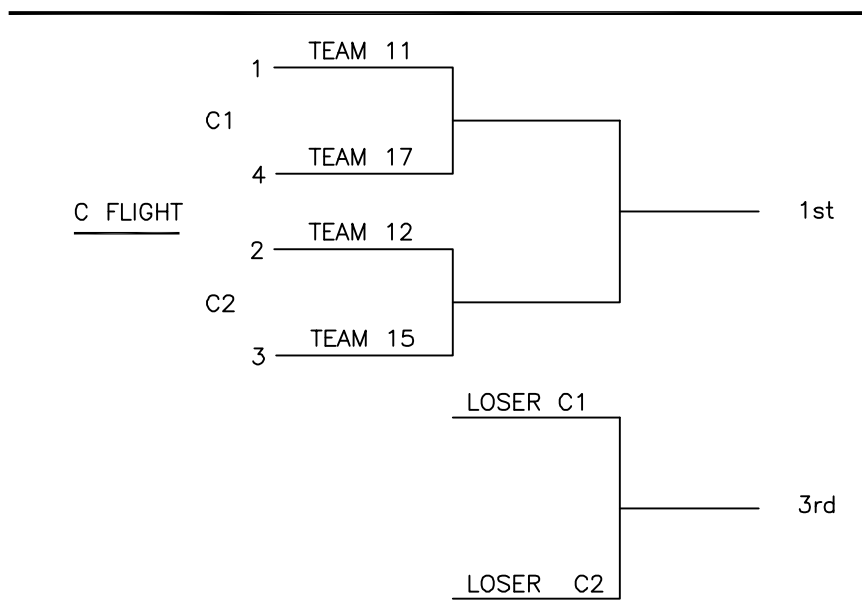 TEAM 11
1
C1
TEAM 17
4
C FLIGHT
1st
TEAM 12
2
C2
TEAM 15
3
LOSER C1
3rd
LOSER C2